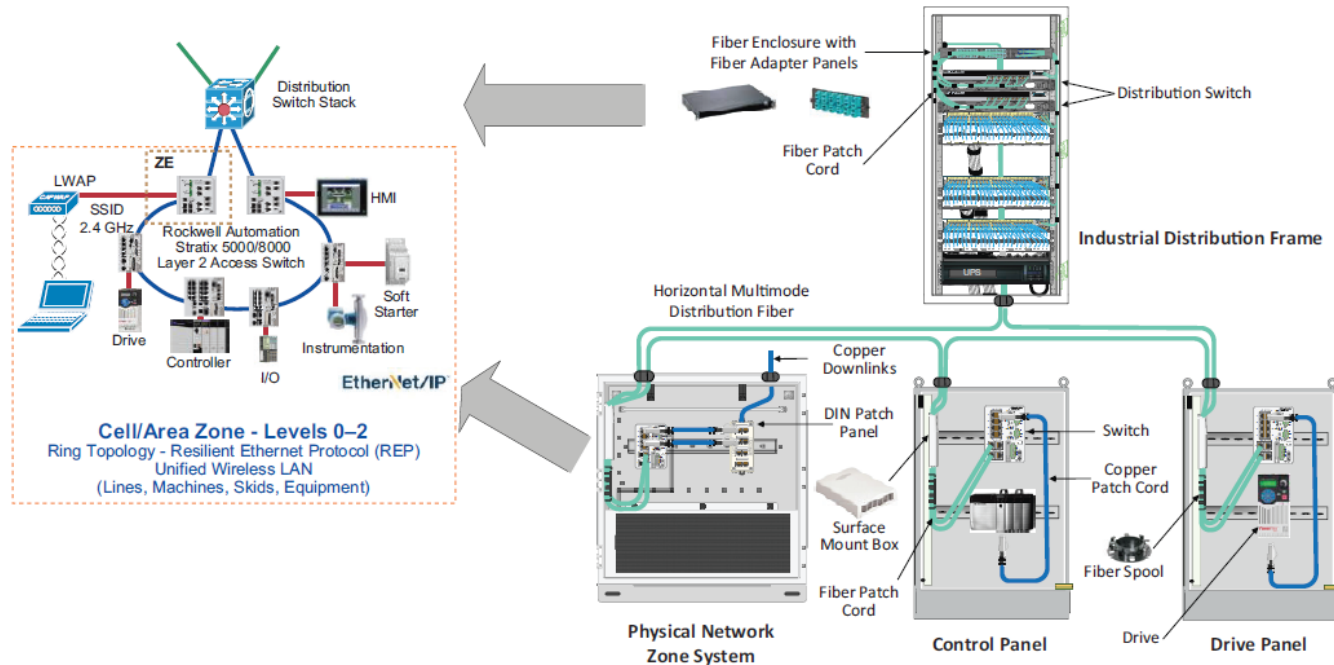 Distribution
Switch Stack
ZE
LWAP
CAPWAP
SSID
2.4 GHz
HMI
Rockwell Automation
Stratix 5000/8000
Layer 2 Access Switch
Soft
Starter
Drive
Controller
I/O
Instrumentation
EtherNet/IP™
Cell/Area Zone - Levels 0–2
Ring Topology - Resilient Ethernet Protocol (REP)
Unified Wireless LAN
(Lines, Machines, Skids, Equipment)
Fiber Enclosure with
Fiber Adapter Panels
Fiber Patch
Cord
Distribution Switch
UPS
Industrial Distribution Frame
Horizontal Multimode
Distribution Fiber
Copper
Downlinks
DIN Patch
Panel
Surface
Mount Box
Fiber Patch
Cord
Physical Network
Zone System
Switch
Copper
Patch Cord
Control Panel
Fiber Spool
Drive
Drive Panel